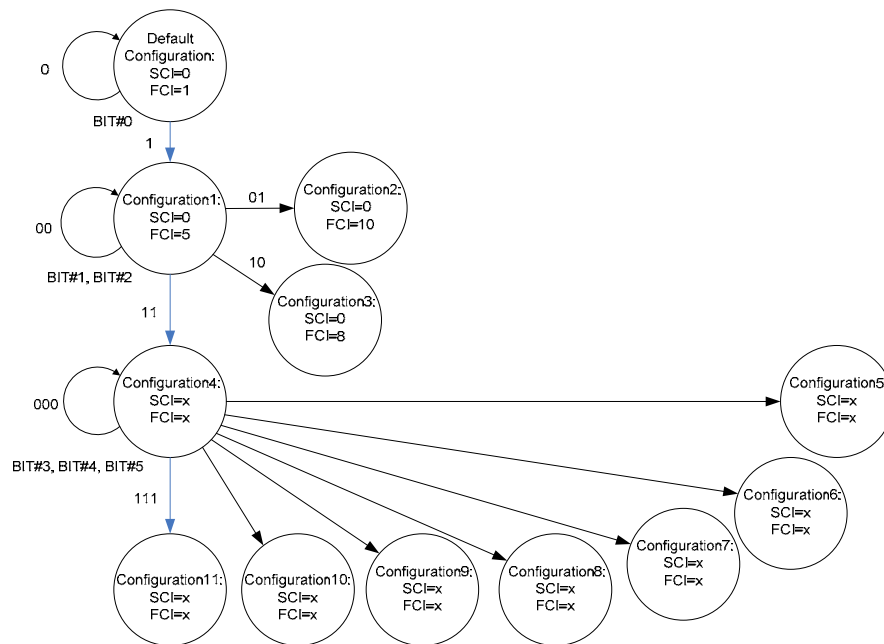 Default
Configuration:
SCI=0
FCI=1
0
BIT#0
1
Configuration1:
SCI=0
FCI=5
00
BIT#1, BIT#2
01
Configuration2:
SCI=0
FCI=10
10
Configuration3:
SCI=0
FCI=8
11
Configuration4:
SCI=x
FCI=x
000
BIT#3, BIT#4, BIT#5
111
Configuration5
SCI=x
FCI=x
Configuration6:
SCI=x
FCI=x
Configuration7:
SCI=x
FCI=x
Configuration8:
SCI=x
FCI=x
Configuration9:
SCI=x
FCI=x
Configuration10:
SCI=x
FCI=x
Configuration11:
SCI=x
FCI=x